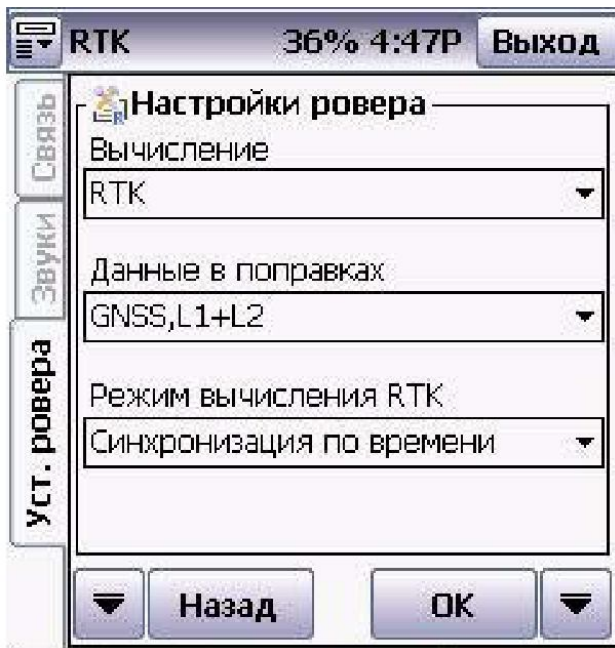 RTK 36% 4:47P Выход
Связь
Звуки
Уст. ровера
Настройки ровера
Вычисление
RTK
Данные в поправках
GNSS,L1+L2
Режим вычисления RTK
Синхронизация по времени
Назад OK